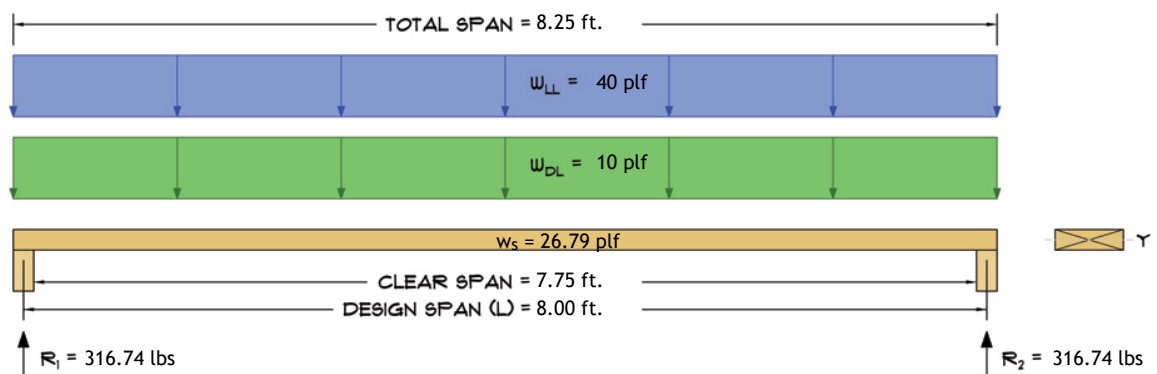 TOTAL SPAN = 8.25 ft.
WLL = 40 plf
WDL = 10 plf
ws = 26.79 plf
Y
CLEAR SPAN = 7.75 ft.
DESIGN SPAN (L) = 8.00 ft.
R1 = 316.74 lbs
R2 = 316.74 lbs